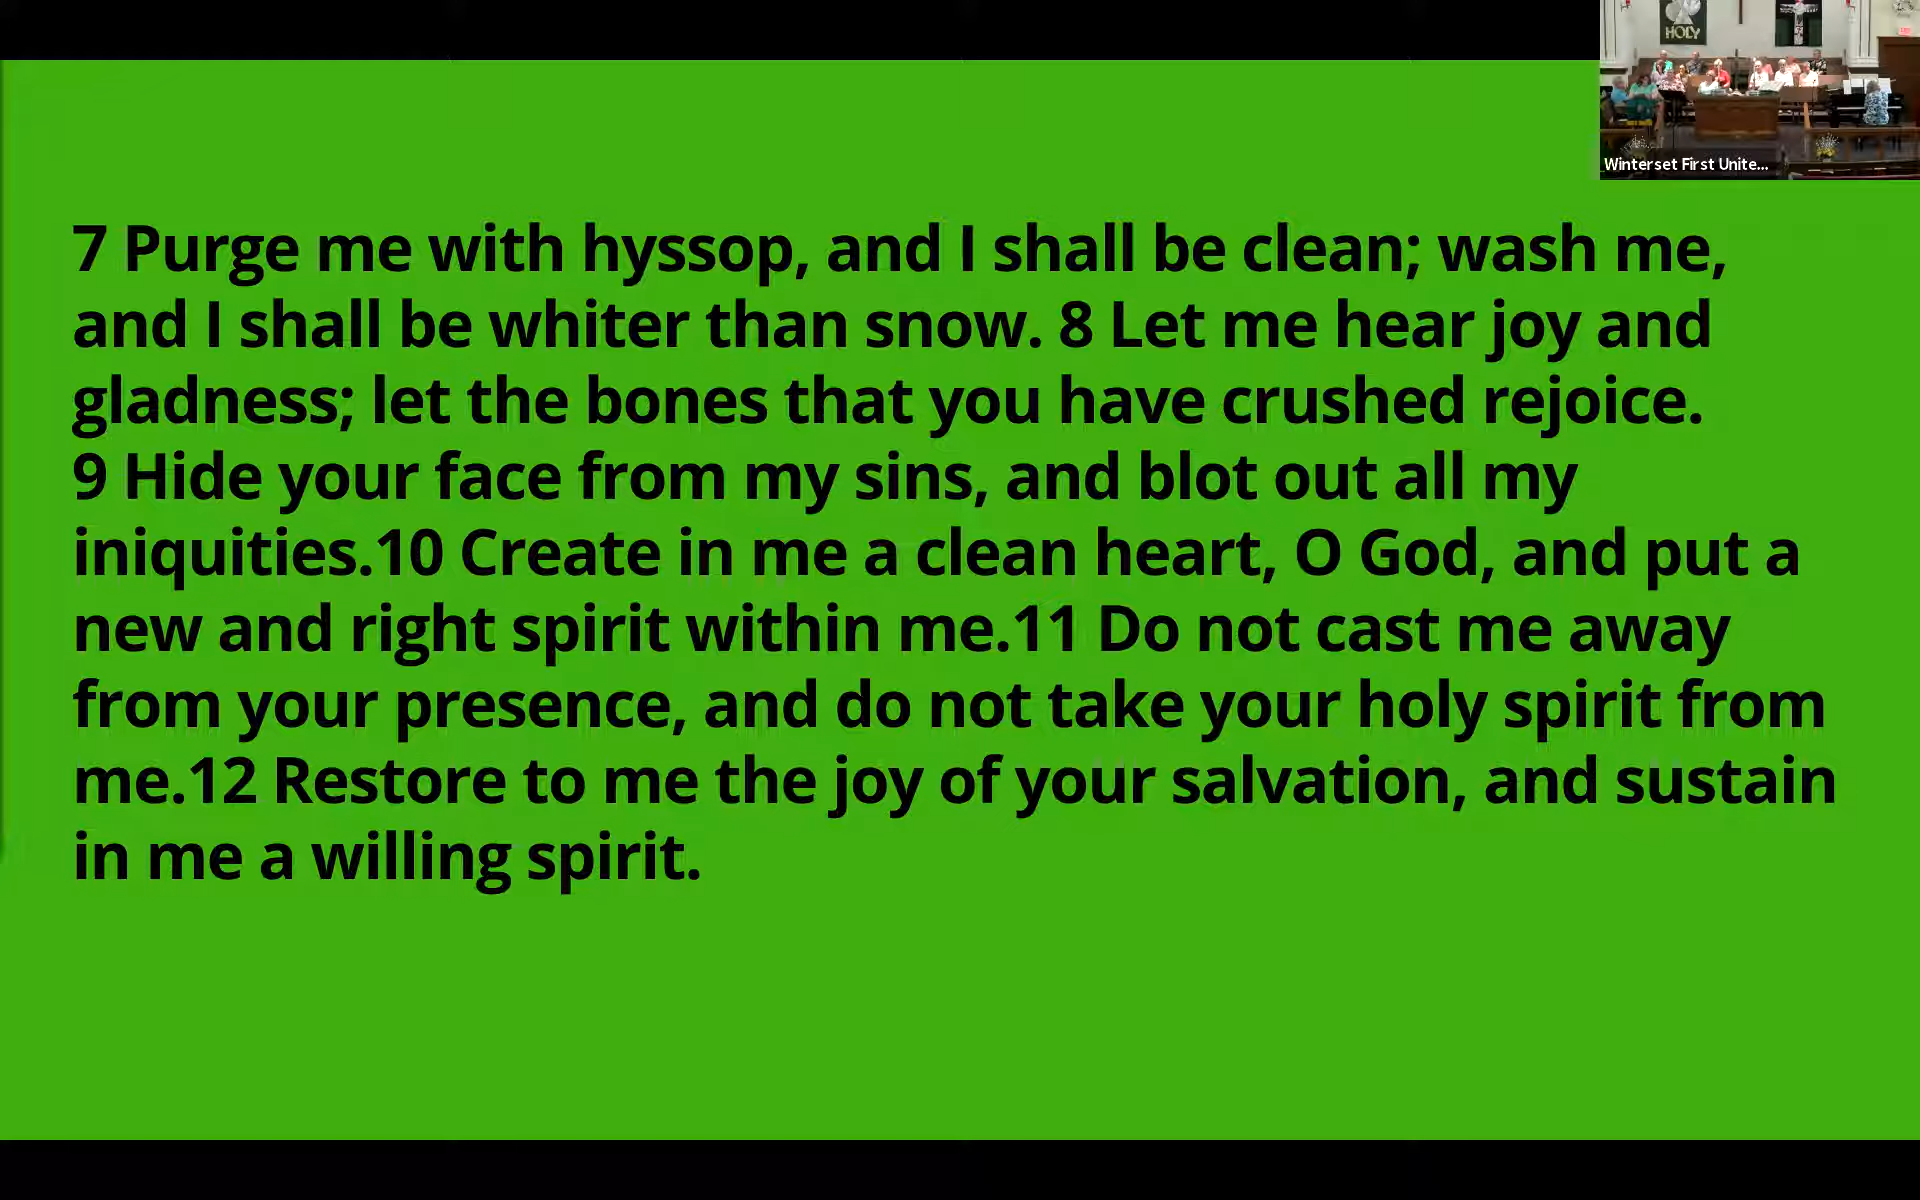 HOLY
Winterset First Unite...
7 Purge me with hyssop, and I shall be clean; wash me,
and I shall be whiter than snow. 8 Let me hear joy and
gladness; let the bones that you have crushed rejoice.
9 Hide your face from my sins, and blot out all my
iniquities.10 Create in me a clean heart, O God, and put a
new and right spirit within me.11 Do not cast me away
from your presence, and do not take your holy spirit from
me.12 Restore to me the joy of your salvation, and sustain
in me a willing spirit.